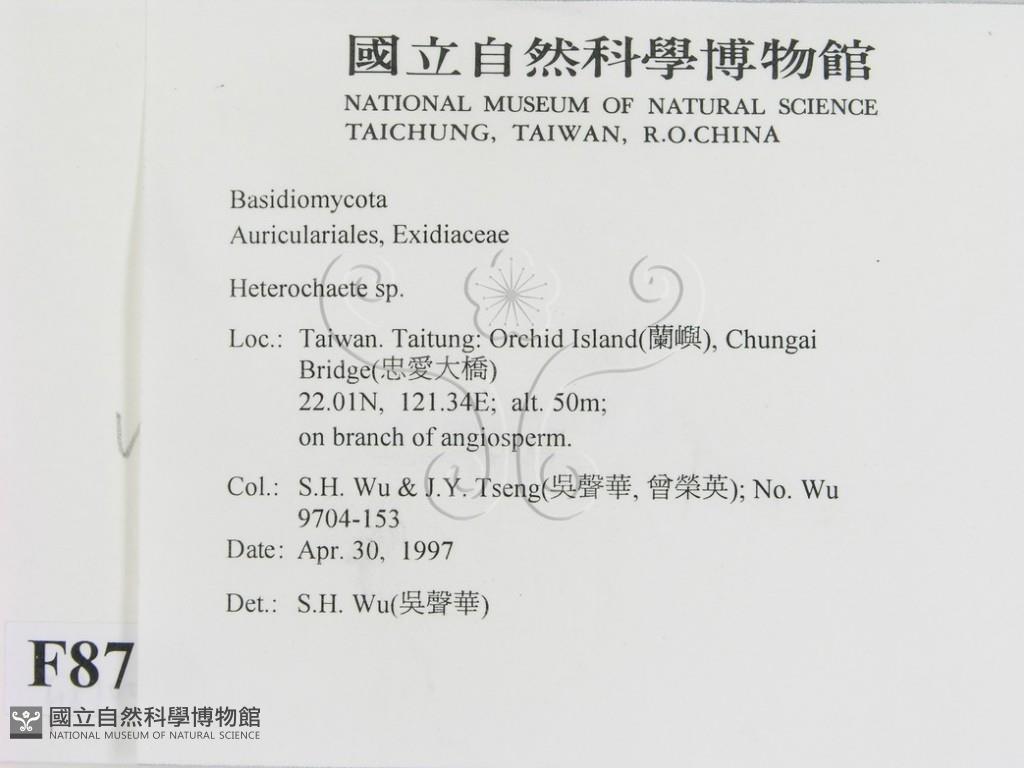 國立自然科學博物館
NATIONAL MUSEUM OF NATURAL SCIENCE
TAICHUNG, TAIWAN, R.O.CHINA
Basidiomycota
Auriculariales, Exidiaceae
Heterochaete sp.
Loc.: Taiwan. Taitung: Orchid Island(蘭嶼), Chungai
Bridge(忠愛大橋)
22.01N, 121.34E; alt. 50m;
on branch of angiosperm.
Col.: S.H. Wu & J.Y. Tseng(吳聲華, 曾榮英); No. Wu
9704-153
Date: Apr. 30, 1997
Det.: S.H. Wu(吳聲華)
F87
國立自然科學博物館
NATIONAL MUSEUM OF NATURAL SCIENCE